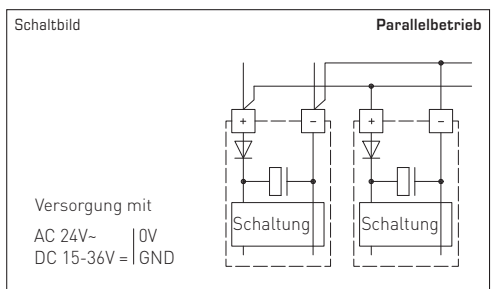 Schaltbild Parallelbetrieb
+ – + –
Schaltung Schaltung
Versorgung mit
AC 24V~ | 0V
DC 15-36V = | GND